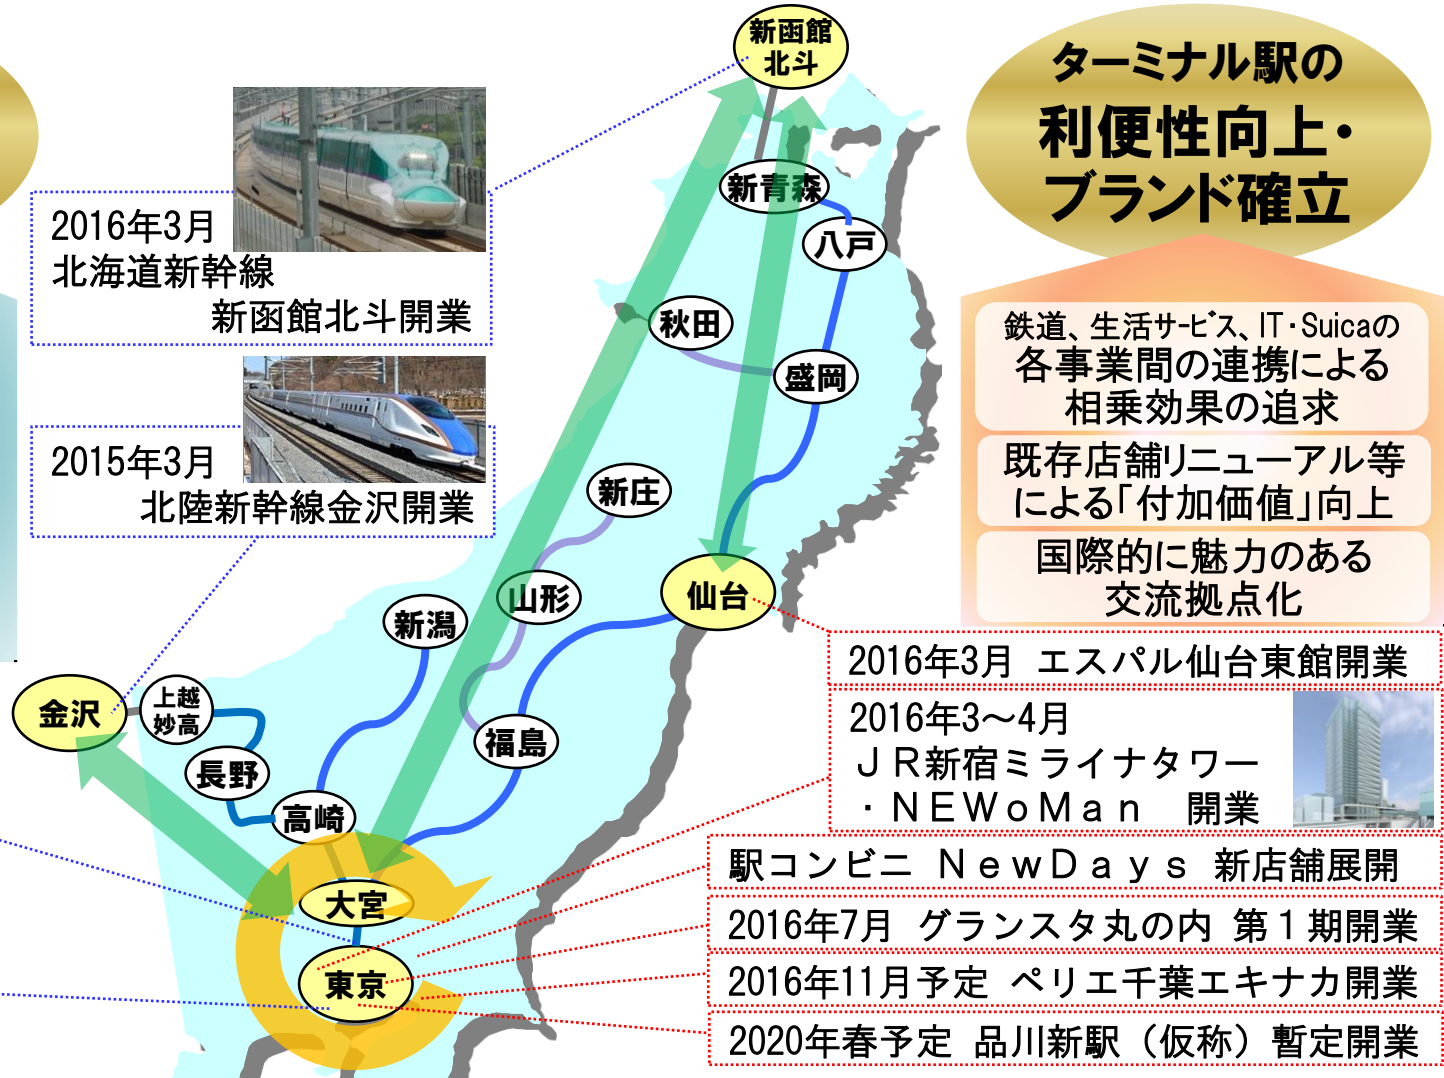 新函館
北斗
ターミナル駅の
利便性向上・
ブランド確立
2016年3月
北海道新幹線
新函館北斗開業
新青森
八戸
秋田
盛岡
鉄道、生活サービス、IT・Suicaの
各事業間の連携による
相乗効果の追求
既存店舗リニューアル等
による「付加価値」向上
国際的に魅力のある
交流拠点化
2015年3月
北陸新幹線金沢開業
新庄
山形
仙台
新潟
金沢
上越
妙高
長野
福島
高崎
大宮
東京
2016年3月 エスパル仙台東館開業
2016年3～4月
ＪＲ新宿ミライナタワー
・ＮＥＷｏＭａｎ 開業
駅コンビニ ＮｅｗＤａｙｓ 新店舗展開
2016年7月 グランスタ丸の内 第１期開業
2016年11月予定 ペリエ千葉エキナカ開業
2020年春予定 品川新駅（仮称）暫定開業